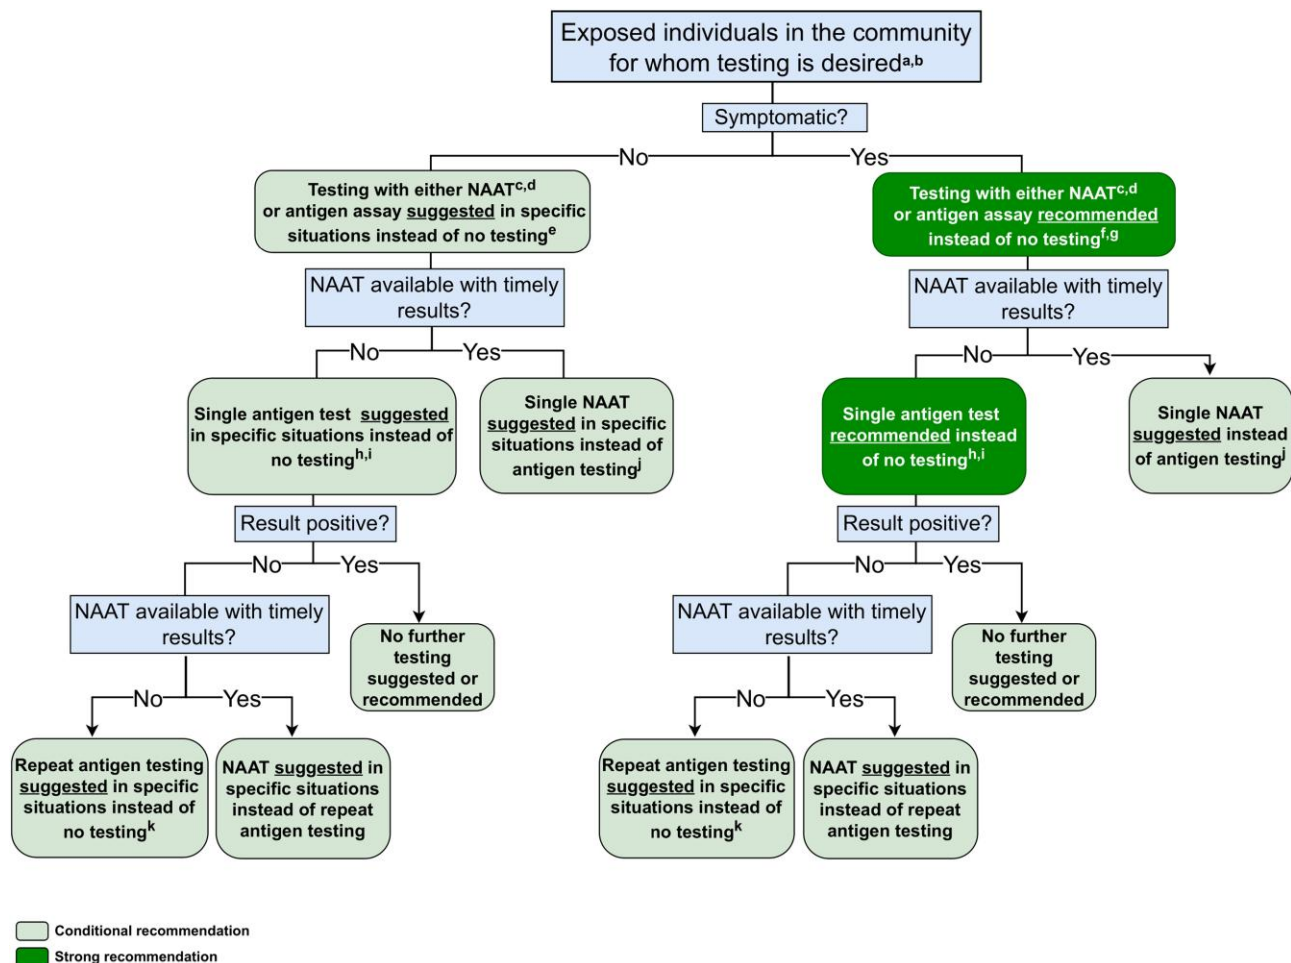 Exposed individuals in the community
for whom testing is desiredᵃ,ᵇ
Symptomatic?
No
Yes
Testing with either NAATᶜ,ᵈ
or antigen assay suggested in specific
situations instead of no testingᵉ
Testing with either NAATᶜ,ᵈ
or antigen assay recommended
instead of no testingᶠ,ᵍ
NAAT available with timely
results?
NAAT available with timely
results?
No
Yes
No
Yes
Single antigen test suggested
in specific situations instead of
no testingʰ,ⁱ
Single NAAT
suggested in specific
situations instead of
antigen testingʲ
Single antigen test
recommended instead
of no testingʰ,ⁱ
Single NAAT
suggested instead
of antigen testingʲ
Result positive?
Result positive?
No
Yes
No
Yes
NAAT available with timely
results?
No further
testing
suggested or
recommended
NAAT available with timely
results?
No further
testing
suggested or
recommended
No
Yes
No
Yes
Repeat antigen testing
suggested in specific
situations instead of
no testingᵏ
NAAT suggested in
specific situations
instead of repeat
antigen testing
Repeat antigen testing
suggested in specific
situations instead of
no testingᵏ
NAAT suggested in
specific situations
instead of repeat
antigen testing
Conditional recommendation
Strong recommendation